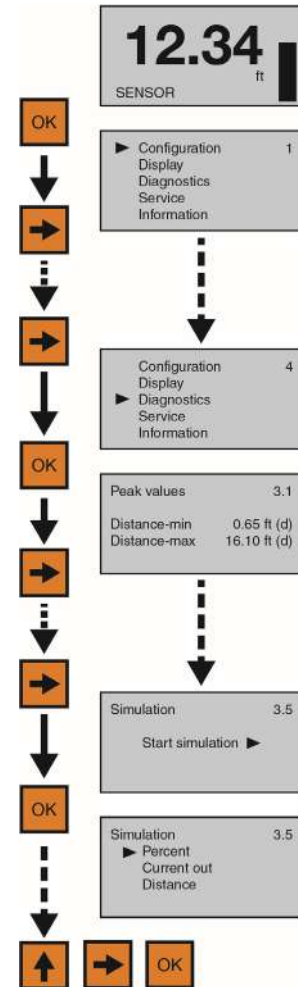 12.34
ft
SENSOR
OK
Configuration 1
Display
Diagnostics
Service
Information
Configuration 4
Display
Diagnostics
Service
Information
OK
Peak values 3.1
Distance-min 0.65 ft (d)
Distance-max 16.10 ft (d)
Simulation 3.5
Start simulation
OK
Simulation 3.5
Percent
Current out
Distance
OK